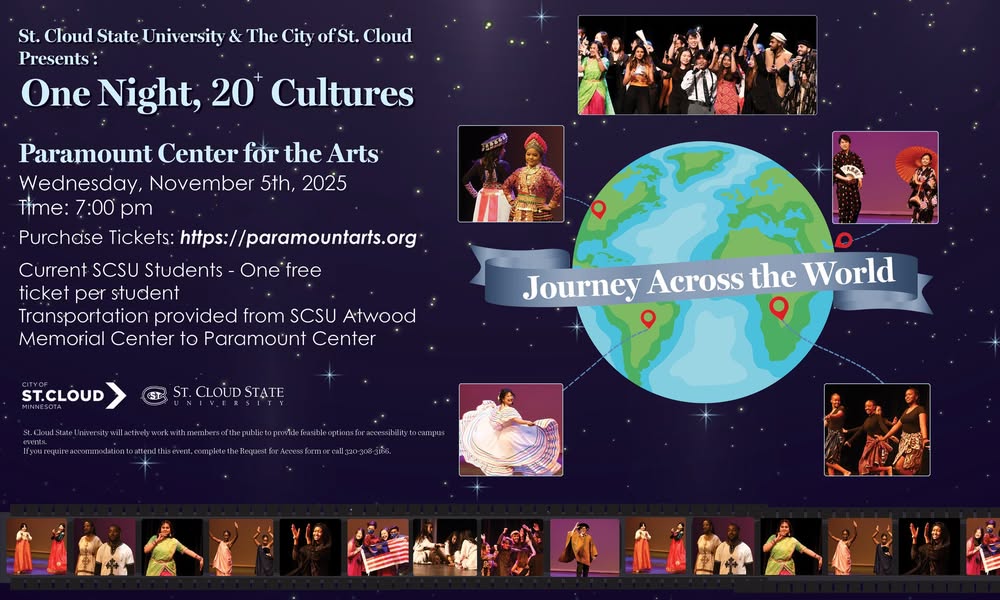 St. Cloud State University & The City of St. Cloud
Presents :
One Night, 20+ Cultures
Paramount Center for the Arts
Wednesday, November 5th, 2025
Time: 7:00 pm
Purchase Tickets: https://paramountarts.org
Current SCSU Students - One free
ticket per student
Transportation provided from SCSU Atwood
Memorial Center to Paramount Center
Journey Across the World
CITY OF
ST.CLOUD
MINNESOTA
ST. CLOUD STATE
UNIVERSITY
St. Cloud State University will actively work with members of the public to provide feasible options for accessibility to campus
events.
If you require accommodation to attend this event, complete the Request for Access form or call 320-308-3166.